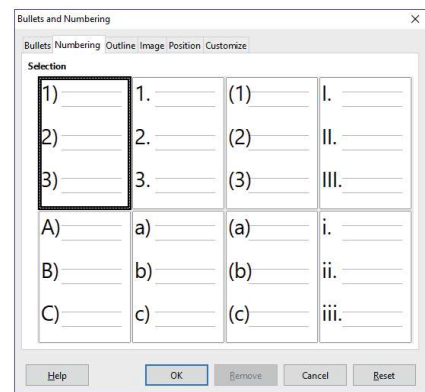 Bullets and Numbering
Bullets Numbering Outline Image Position Customize
Selection
1) 1. (1) I.
2) 2. (2) II.
3) 3. (3) III.
A) a) (a) i.
B) b) (b) ii.
C) c) (c) iii.
Help OK Remove Cancel Reset